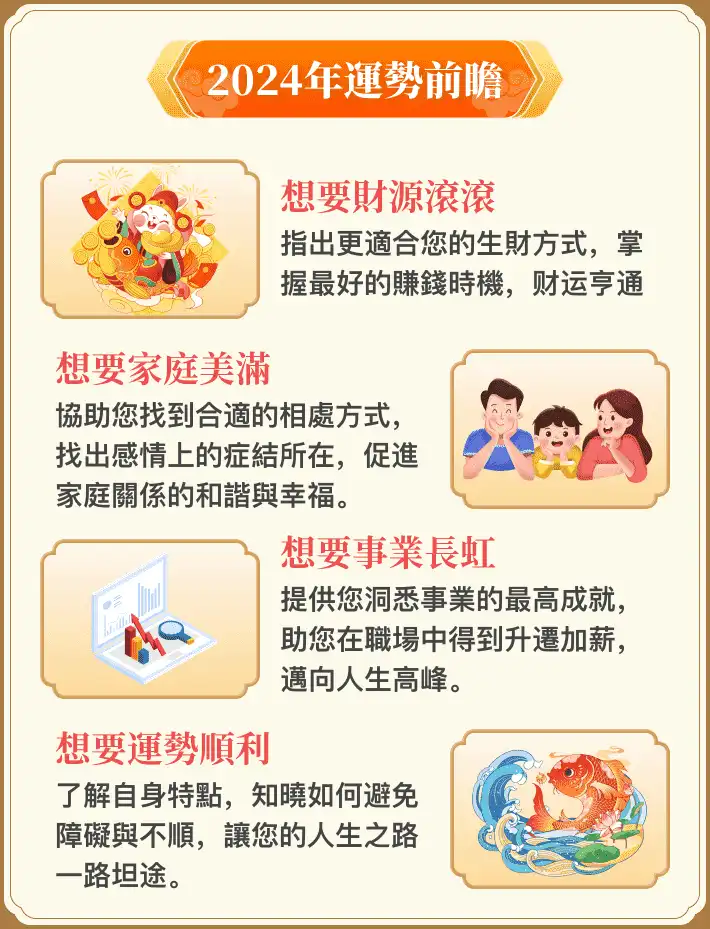 2024年運勢前瞻
想要財源滾滾
指出更適合您的生財方式，掌
握最好的賺錢時機，财运亨通
想要家庭美滿
協助您找到合適的相處方式，
找出感情上的症結所在，促進
家庭關係的和諧與幸福。
想要事業長虹
提供您洞悉事業的最高成就，
助您在職場中得到升遷加薪，
邁向人生高峰。
想要運勢順利
了解自身特點，知曉如何避免
障礙與不順，讓您的人生之路
一路坦途。